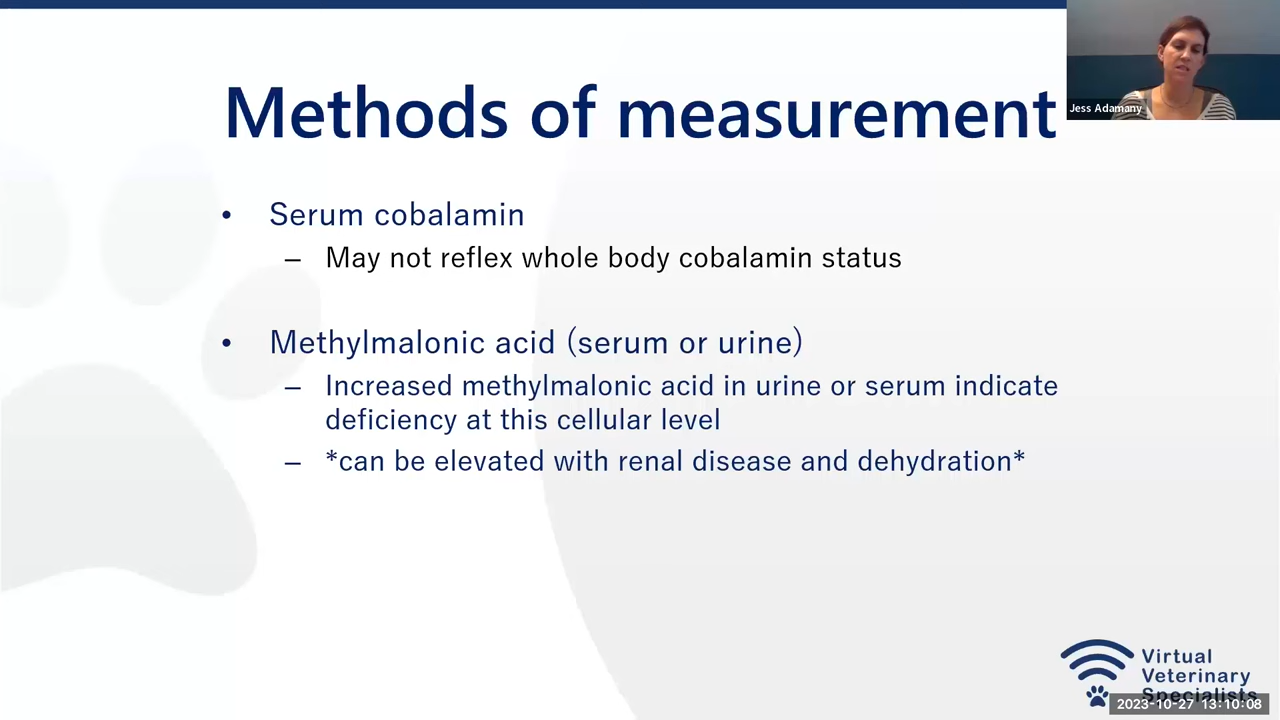 Methods of measurement
Jess Adamany
• Serum cobalamin
– May not reflex whole body cobalamin status
• Methylmalonic acid (serum or urine)
– Increased methylmalonic acid in urine or serum indicate
deficiency at this cellular level
– *can be elevated with renal disease and dehydration*
Virtual
Veterinary
Specialists
2023-10-27 13:10:08